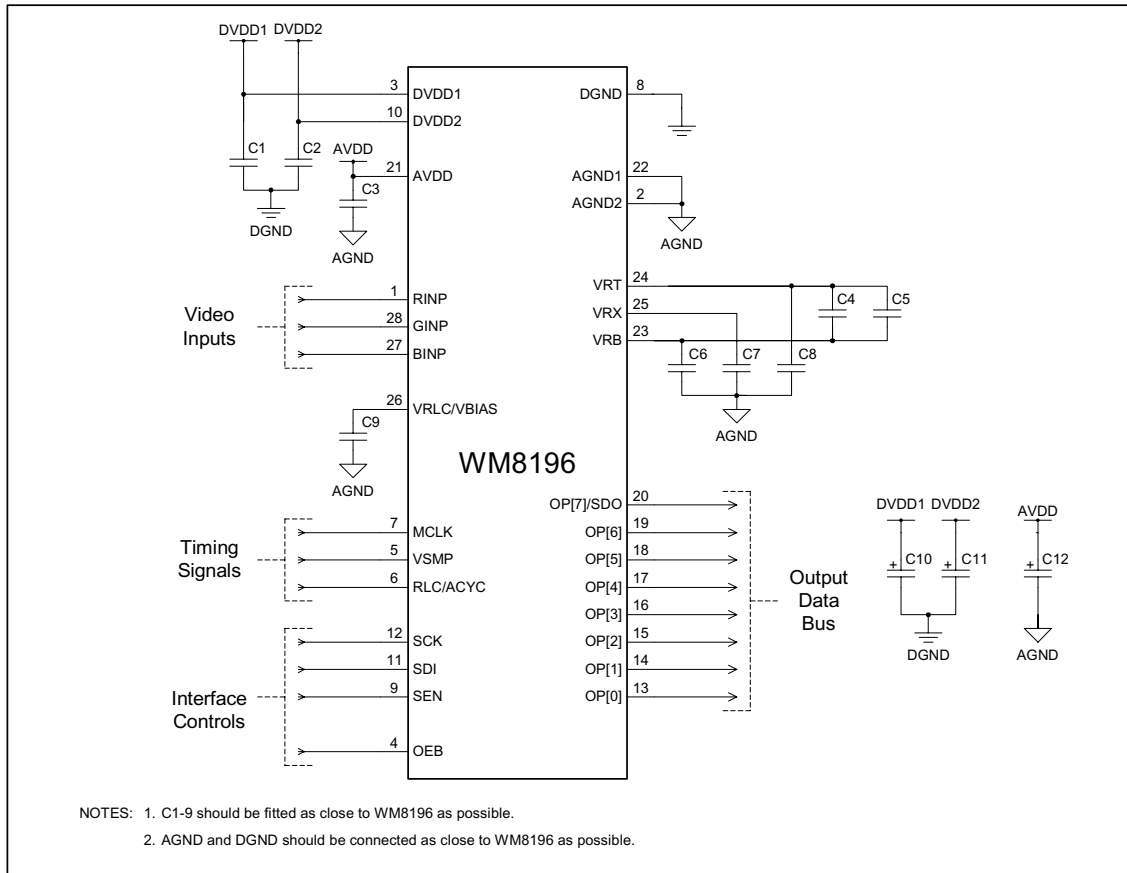 DVDD1 DVDD2
3 DVDD1
10 DVDD2
C1 C2
DGND
AVDD
21 AVDD
C3
AGND
DGND 8
AGND1 22
AGND2 2
AGND
Video
Inputs
1 RINP
28 GINP
27 BINP
VRT 24
VRX 25
VRB 23
C4 C5
C6 C7 C8
AGND
26 VRLC/VBIAS
C9
AGND
WM8196
Timing
Signals
7 MCLK
5 VSMP
6 RLC/ACYC
Interface
Controls
12 SCK
11 SDI
9 SEN
4 OEB
OP[7]/SDO 20
OP[6] 19
OP[5] 18
OP[4] 17
OP[3] 16
OP[2] 15
OP[1] 14
OP[0] 13
Output
Data
Bus
DVDD1 DVDD2
+ C10 + C11
DGND
AVDD
+ C12
AGND
NOTES: 1. C1-9 should be fitted as close to WM8196 as possible.
2. AGND and DGND should be connected as close to WM8196 as possible.